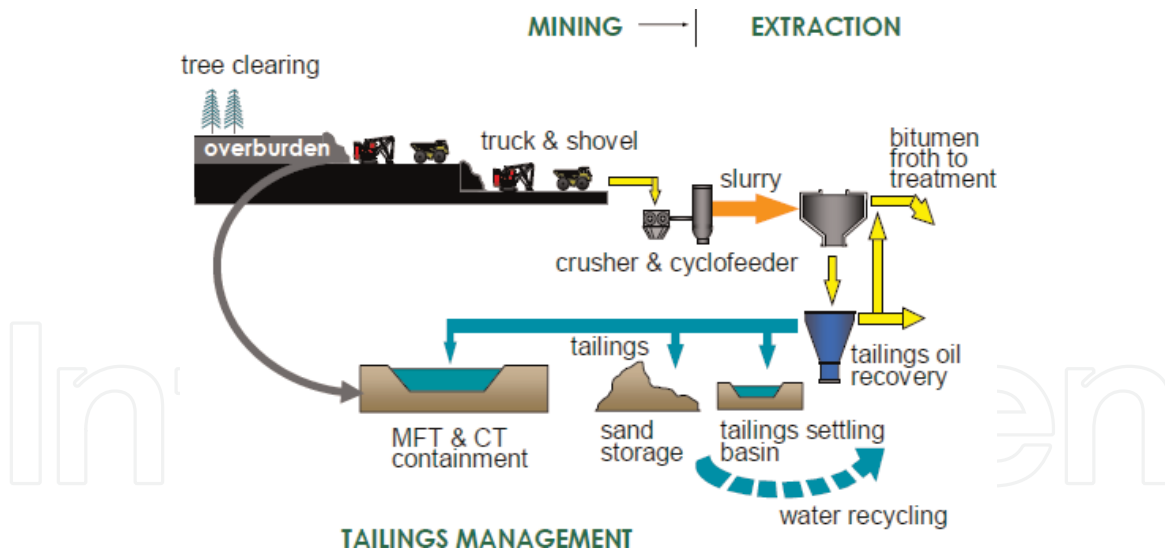 MINING
EXTRACTION
tree clearing
overburden
truck & shovel
slurry
bitumen
froth to
treatment
crusher & cyclofeeder
tailings
tailings oil
recovery
MFT & CT
containment
sand
storage
tailings settling
basin
water recycling
TAILINGS MANAGEMENT